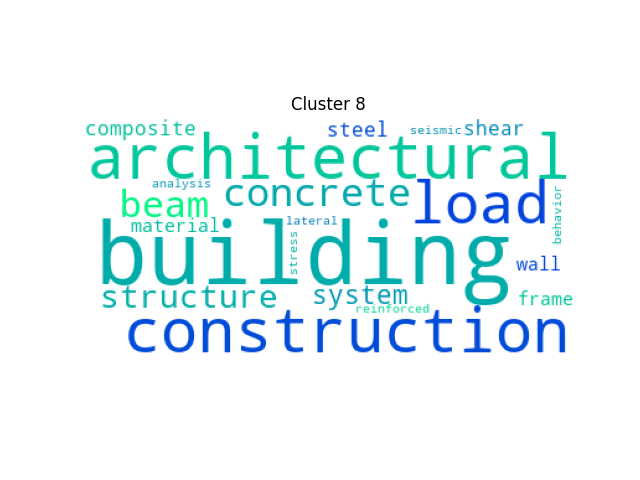 Cluster 8
composite steel seismic shear
architectural
analysis
beam concrete load
material lateral behavior
building
stress wall
structure system frame
reinforced
construction